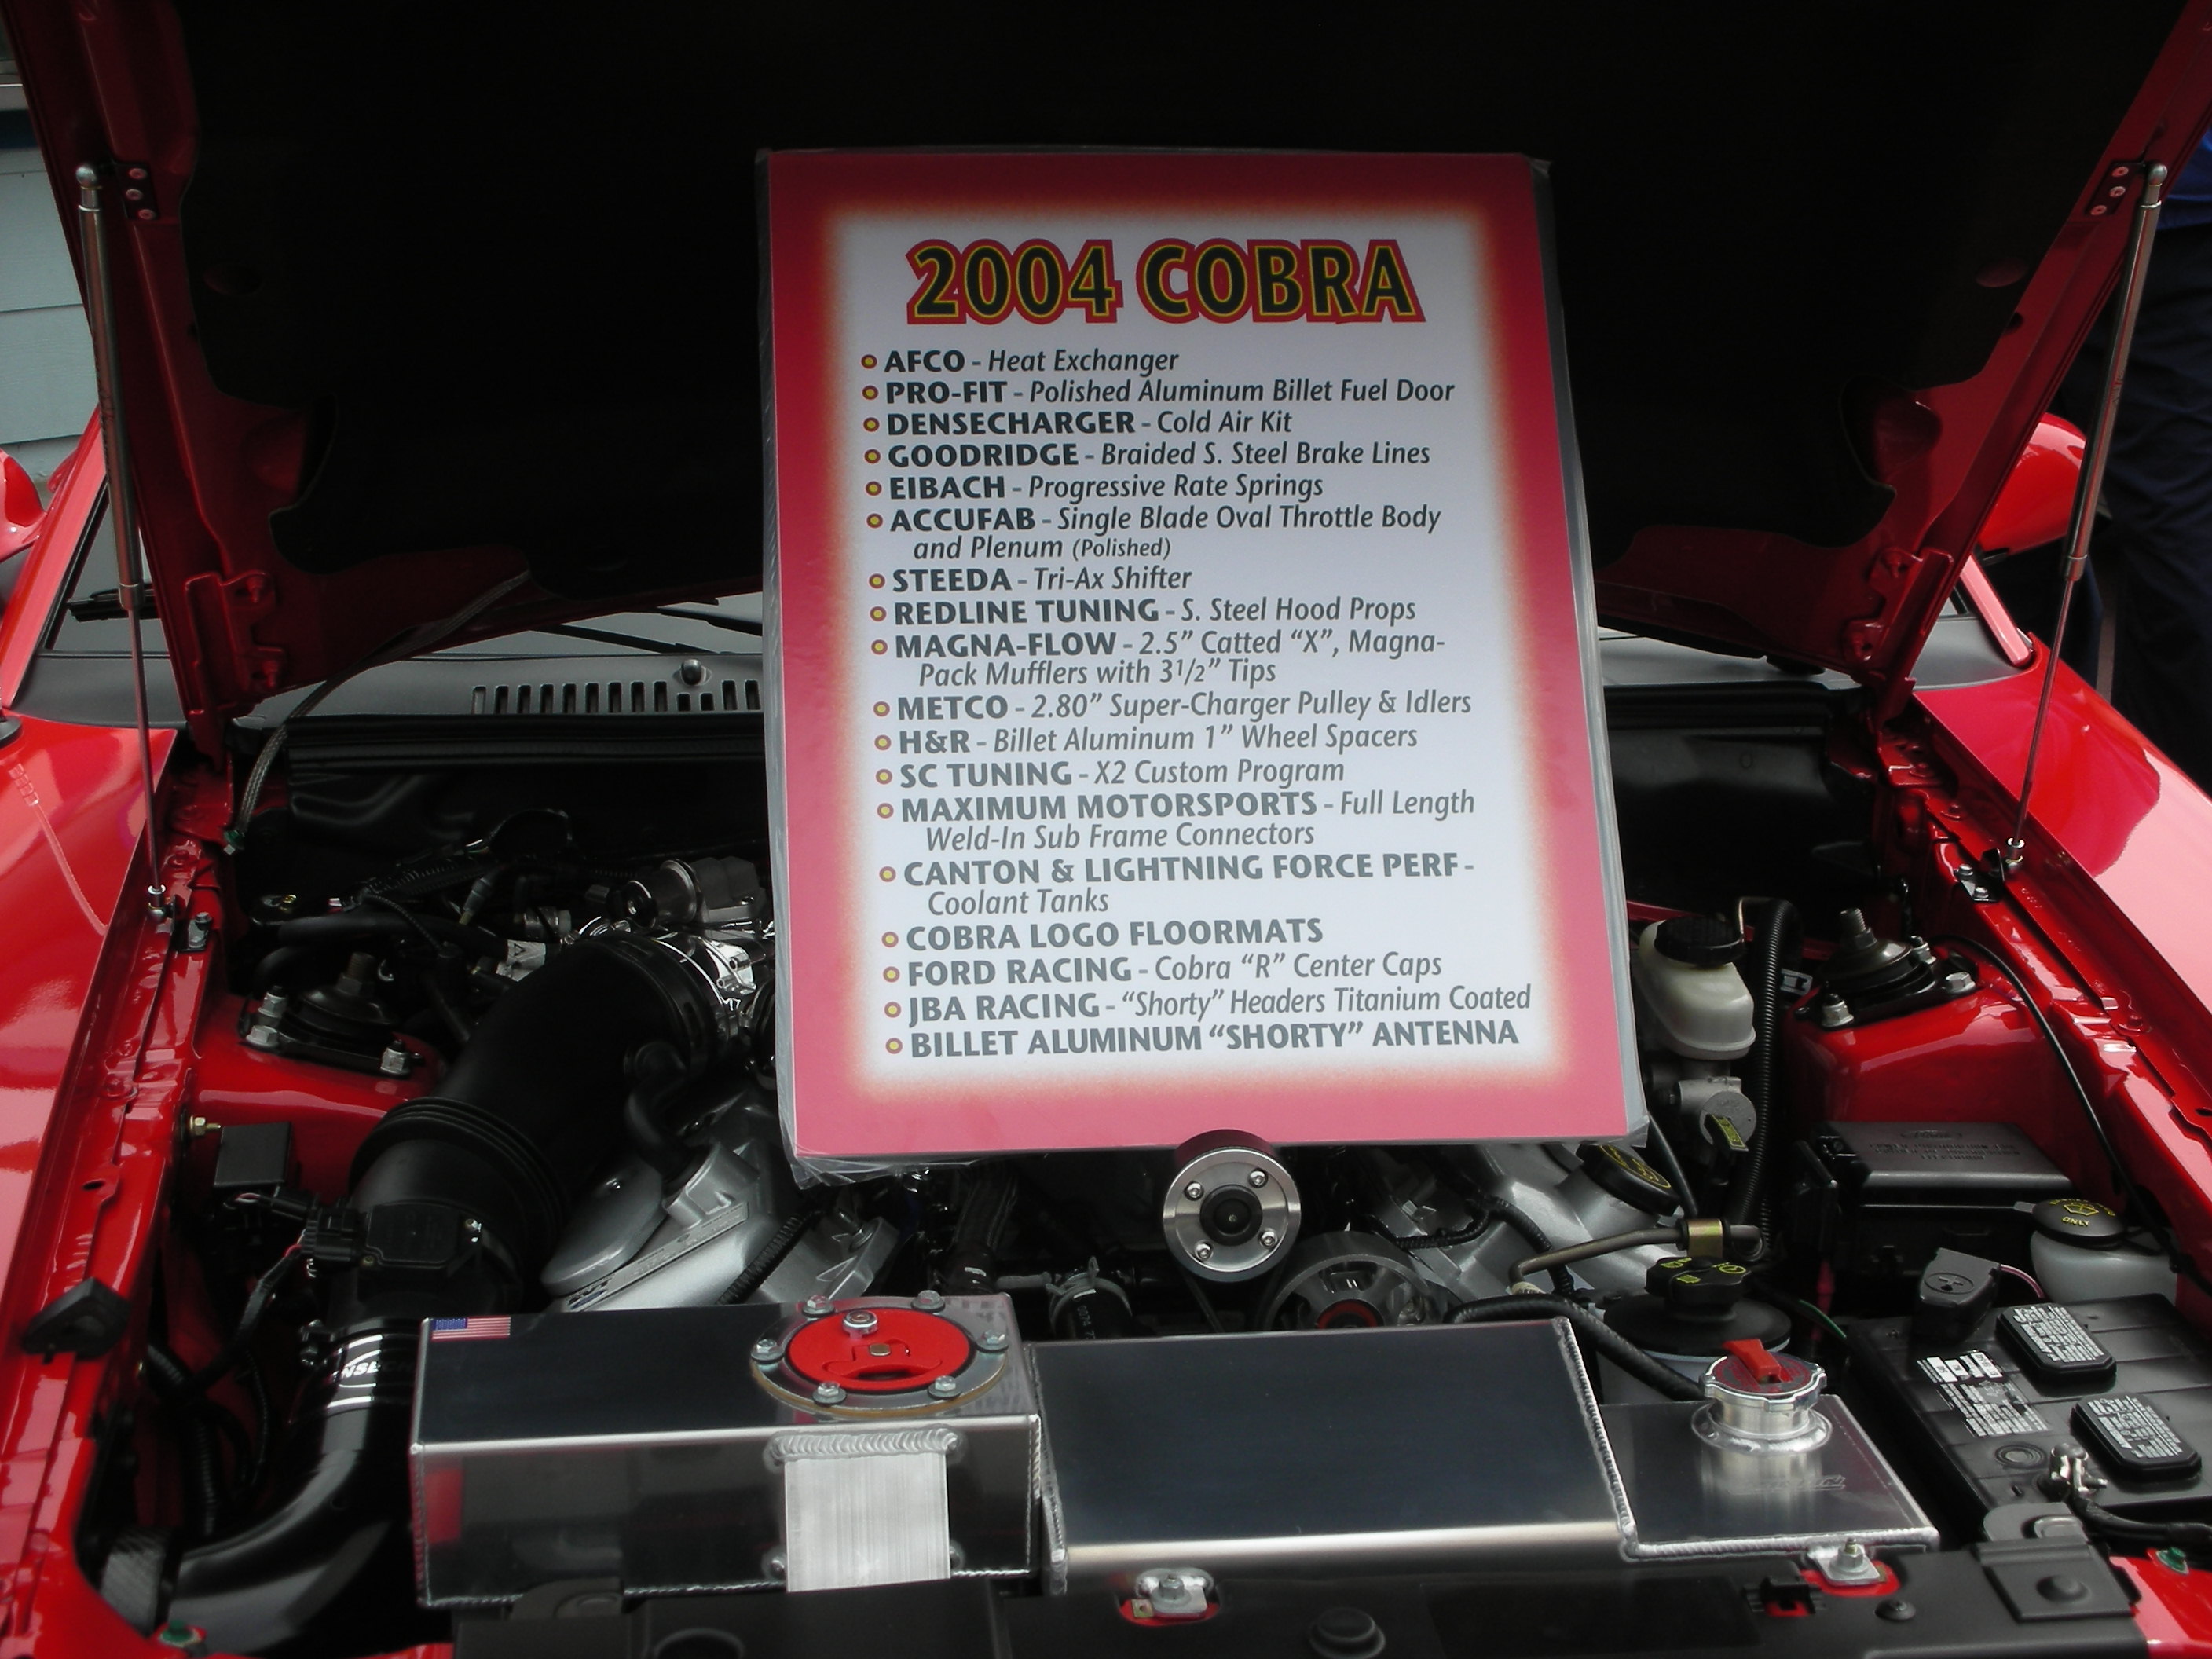 2004 COBRA
AFCO - Heat Exchanger
PRO-FIT - Polished Aluminum Billet Fuel Door
DENSECHARGER - Cold Air Kit
GOODRIDGE - Braided S. Steel Brake Lines
EIBACH - Progressive Rate Springs
ACCUFAB - Single Blade Oval Throttle Body
and Plenum (Polished)
STEEDA - Tri-Ax Shifter
REDLINE TUNING - S. Steel Hood Props
MAGNA-FLOW - 2.5” Catted “X”, Magna-
Pack Mufflers with 3½” Tips
METCO - 2.80” Super-Charger Pulley & Idlers
H&R - Billet Aluminum 1” Wheel Spacers
SC TUNING - X2 Custom Program
MAXIMUM MOTORSPORTS - Full Length
Weld-In Sub Frame Connectors
CANTON & LIGHTNING FORCE PERF -
Coolant Tanks
COBRA LOGO FLOORMATS
FORD RACING - Cobra “R” Center Caps
JBA RACING - “Shorty” Headers Titanium Coated
BILLET ALUMINUM “SHORTY” ANTENNA
ONLY